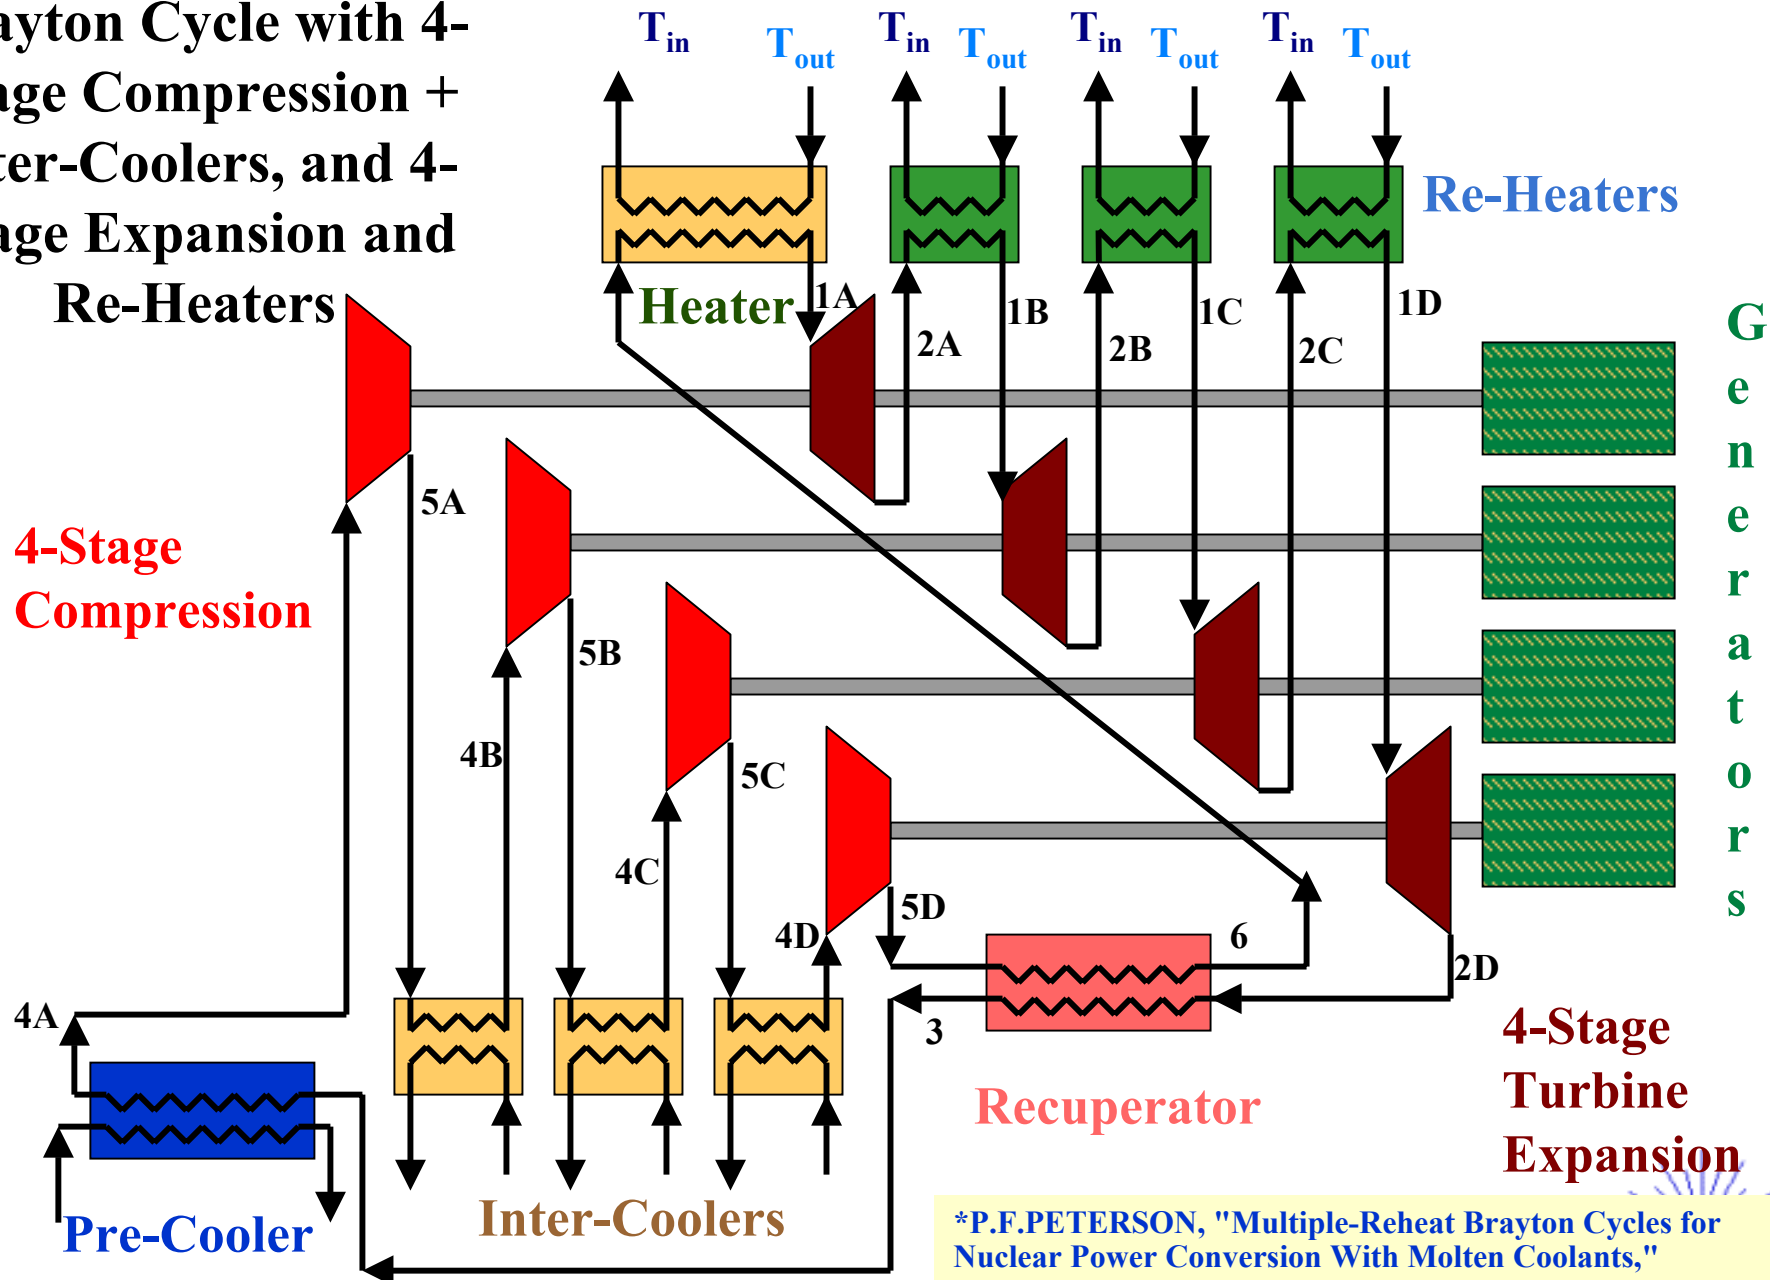 ayton Cycle with 4-
age Compression +
ter-Coolers, and 4-
age Expansion and
Re-Heaters
Tin
Tout
Tin
Tout
Tin
Tout
Tin
Tout
Re-Heaters
Heater
1A
2A
1B
2B
1C
2C
1D
G
e
n
e
r
a
t
o
r
s
4-Stage
Compression
5A
5B
4B
5C
4C
5D
4D
6
2D
3
4A
Recuperator
4-Stage
Turbine
Expansion
Inter-Coolers
Pre-Cooler
*P.F.PETERSON, "Multiple-Reheat Brayton Cycles for
Nuclear Power Conversion With Molten Coolants,"